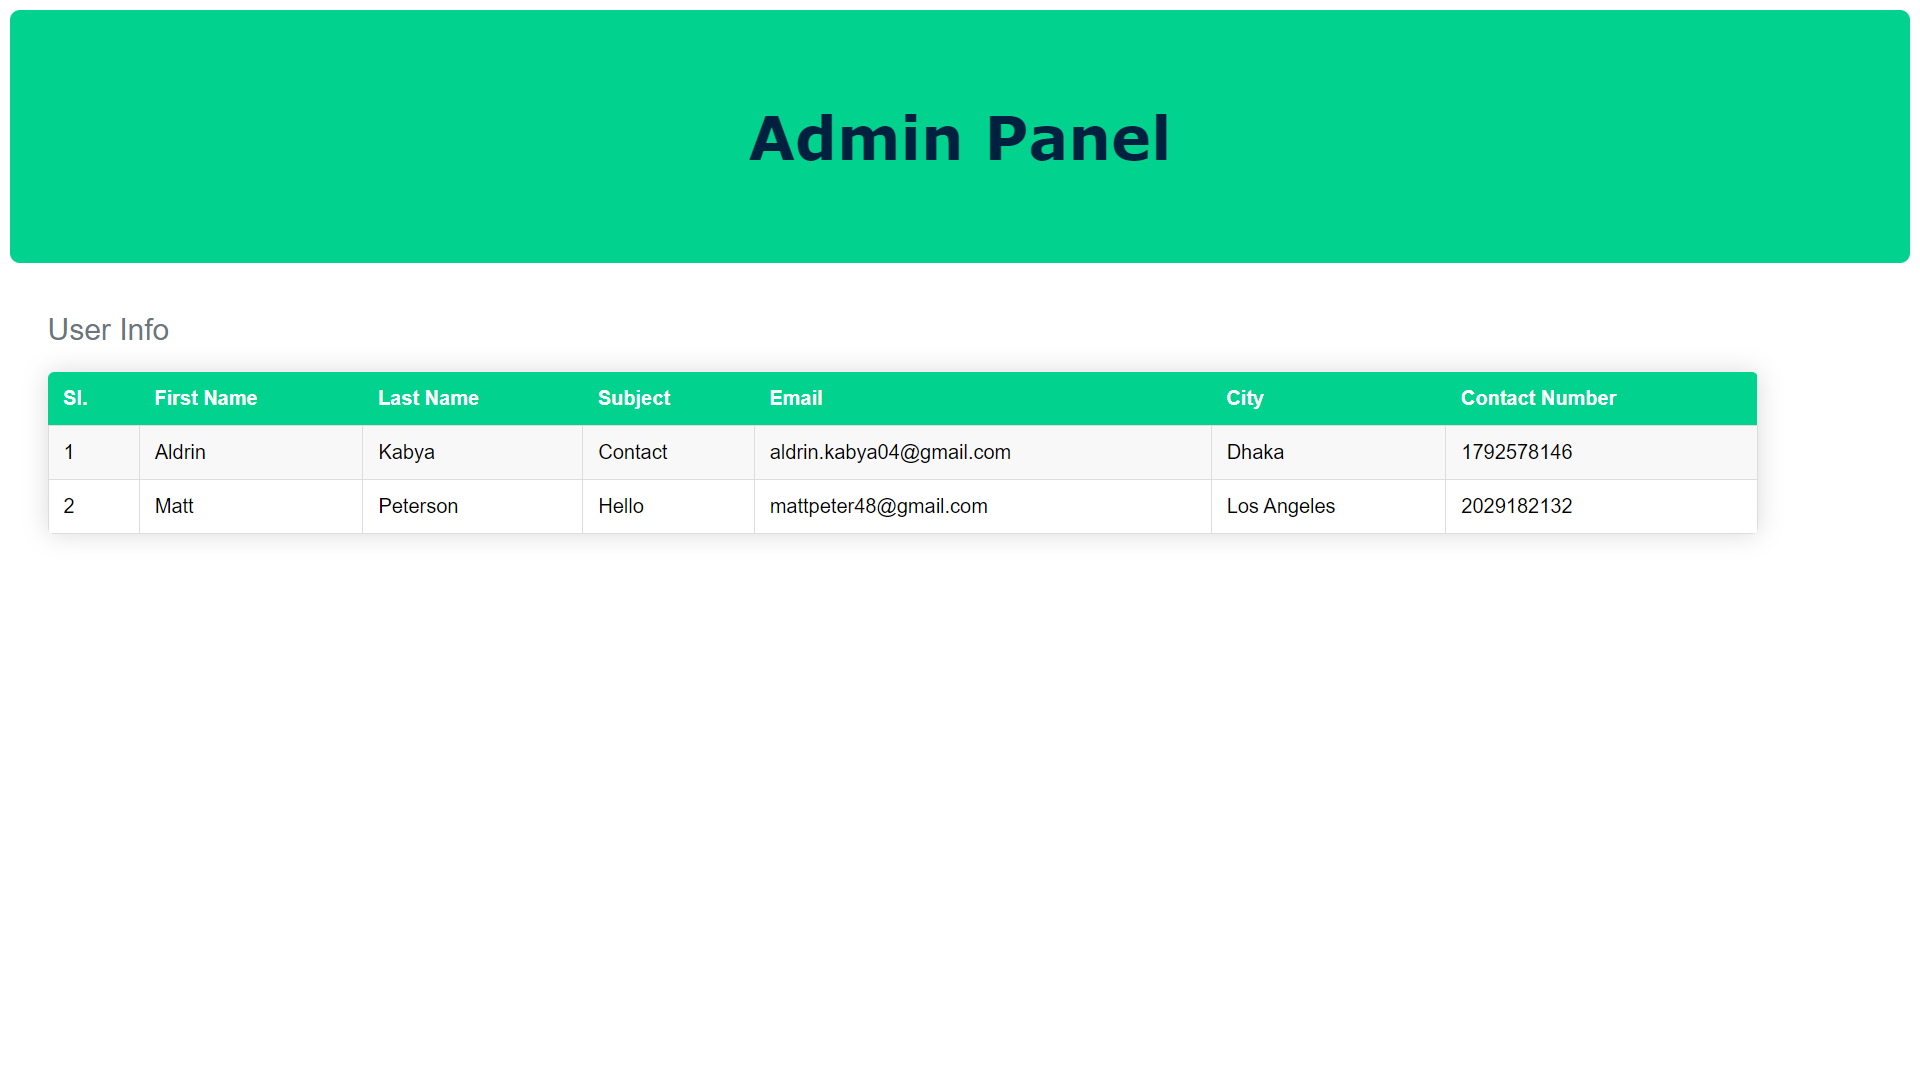 Admin Panel
User Info
Sl. First Name Last Name Subject Email City Contact Number
1 Aldrin Kabya Contact aldrin.kabya04@gmail.com Dhaka 1792578146
2 Matt Peterson Hello mattpeter48@gmail.com Los Angeles 2029182132